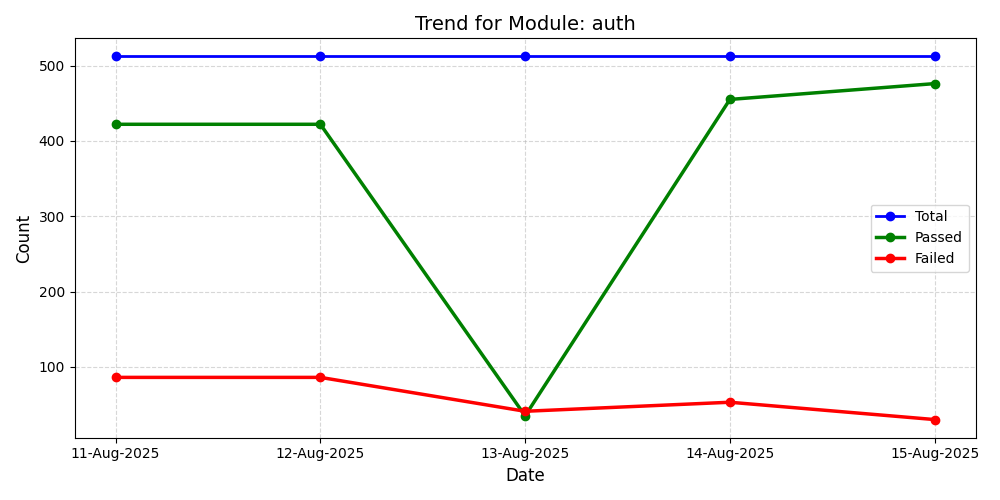 Trend for Module: auth
500
400
300
200
100
Count
Total
Passed
Failed
11-Aug-2025 12-Aug-2025 13-Aug-2025 14-Aug-2025 15-Aug-2025
Date